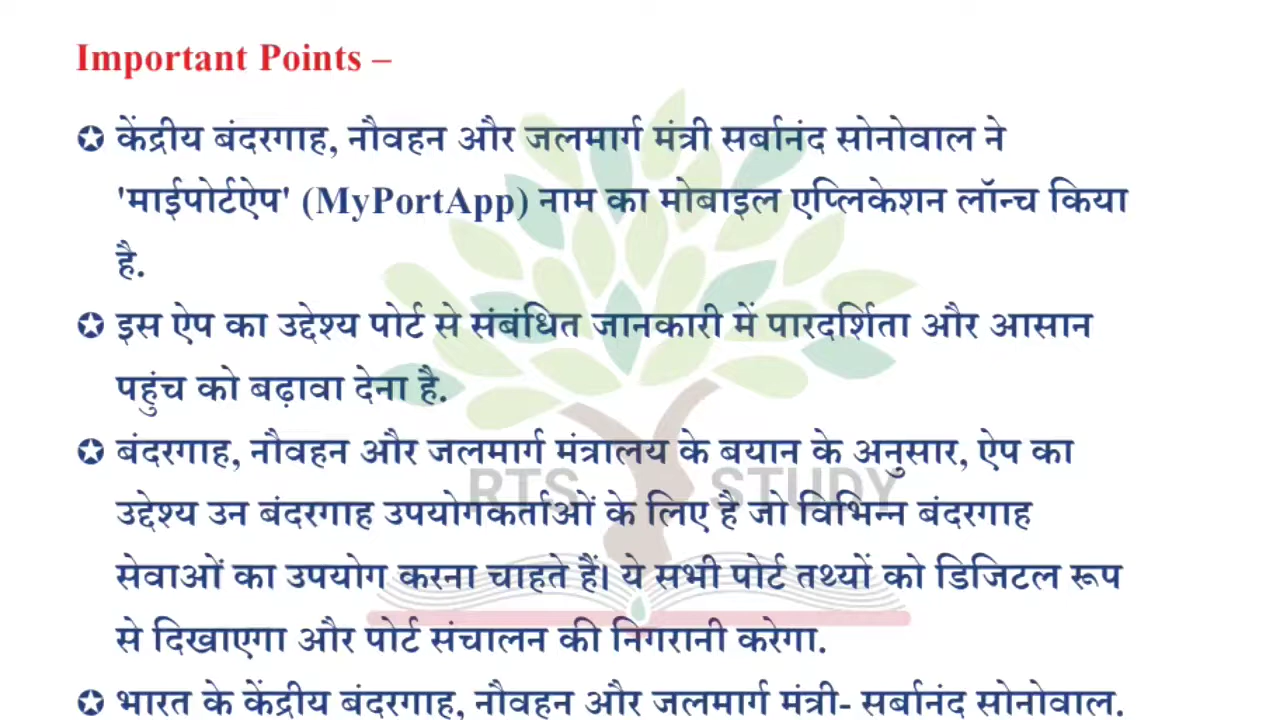 Important Points –
✪ केंद्रीय बंदरगाह, नौवहन और जलमार्ग मंत्री सर्बानंद सोनोवाल ने
'माईपोर्टऐप' (MyPortApp) नाम का मोबाइल एप्लिकेशन लॉन्च किया
है.
✪ इस ऐप का उद्देश्य पोर्ट से संबंधित जानकारी में पारदर्शिता और आसान
पहुंच को बढ़ावा देना है.
✪ बंदरगाह, नौवहन और जलमार्ग मंत्रालय के बयान के अनुसार, ऐप का
RTS STUDY
उद्देश्य उन बंदरगाह उपयोगकर्ताओं के लिए है जो विभिन्न बंदरगाह
सेवाओं का उपयोग करना चाहते हैं। ये सभी पोर्ट तथ्यों को डिजिटल रूप
से दिखाएगा और पोर्ट संचालन की निगरानी करेगा.
✪ भारत के केंद्रीय बंदरगाह, नौवहन और जलमार्ग मंत्री- सर्बानंद सोनोवाल.